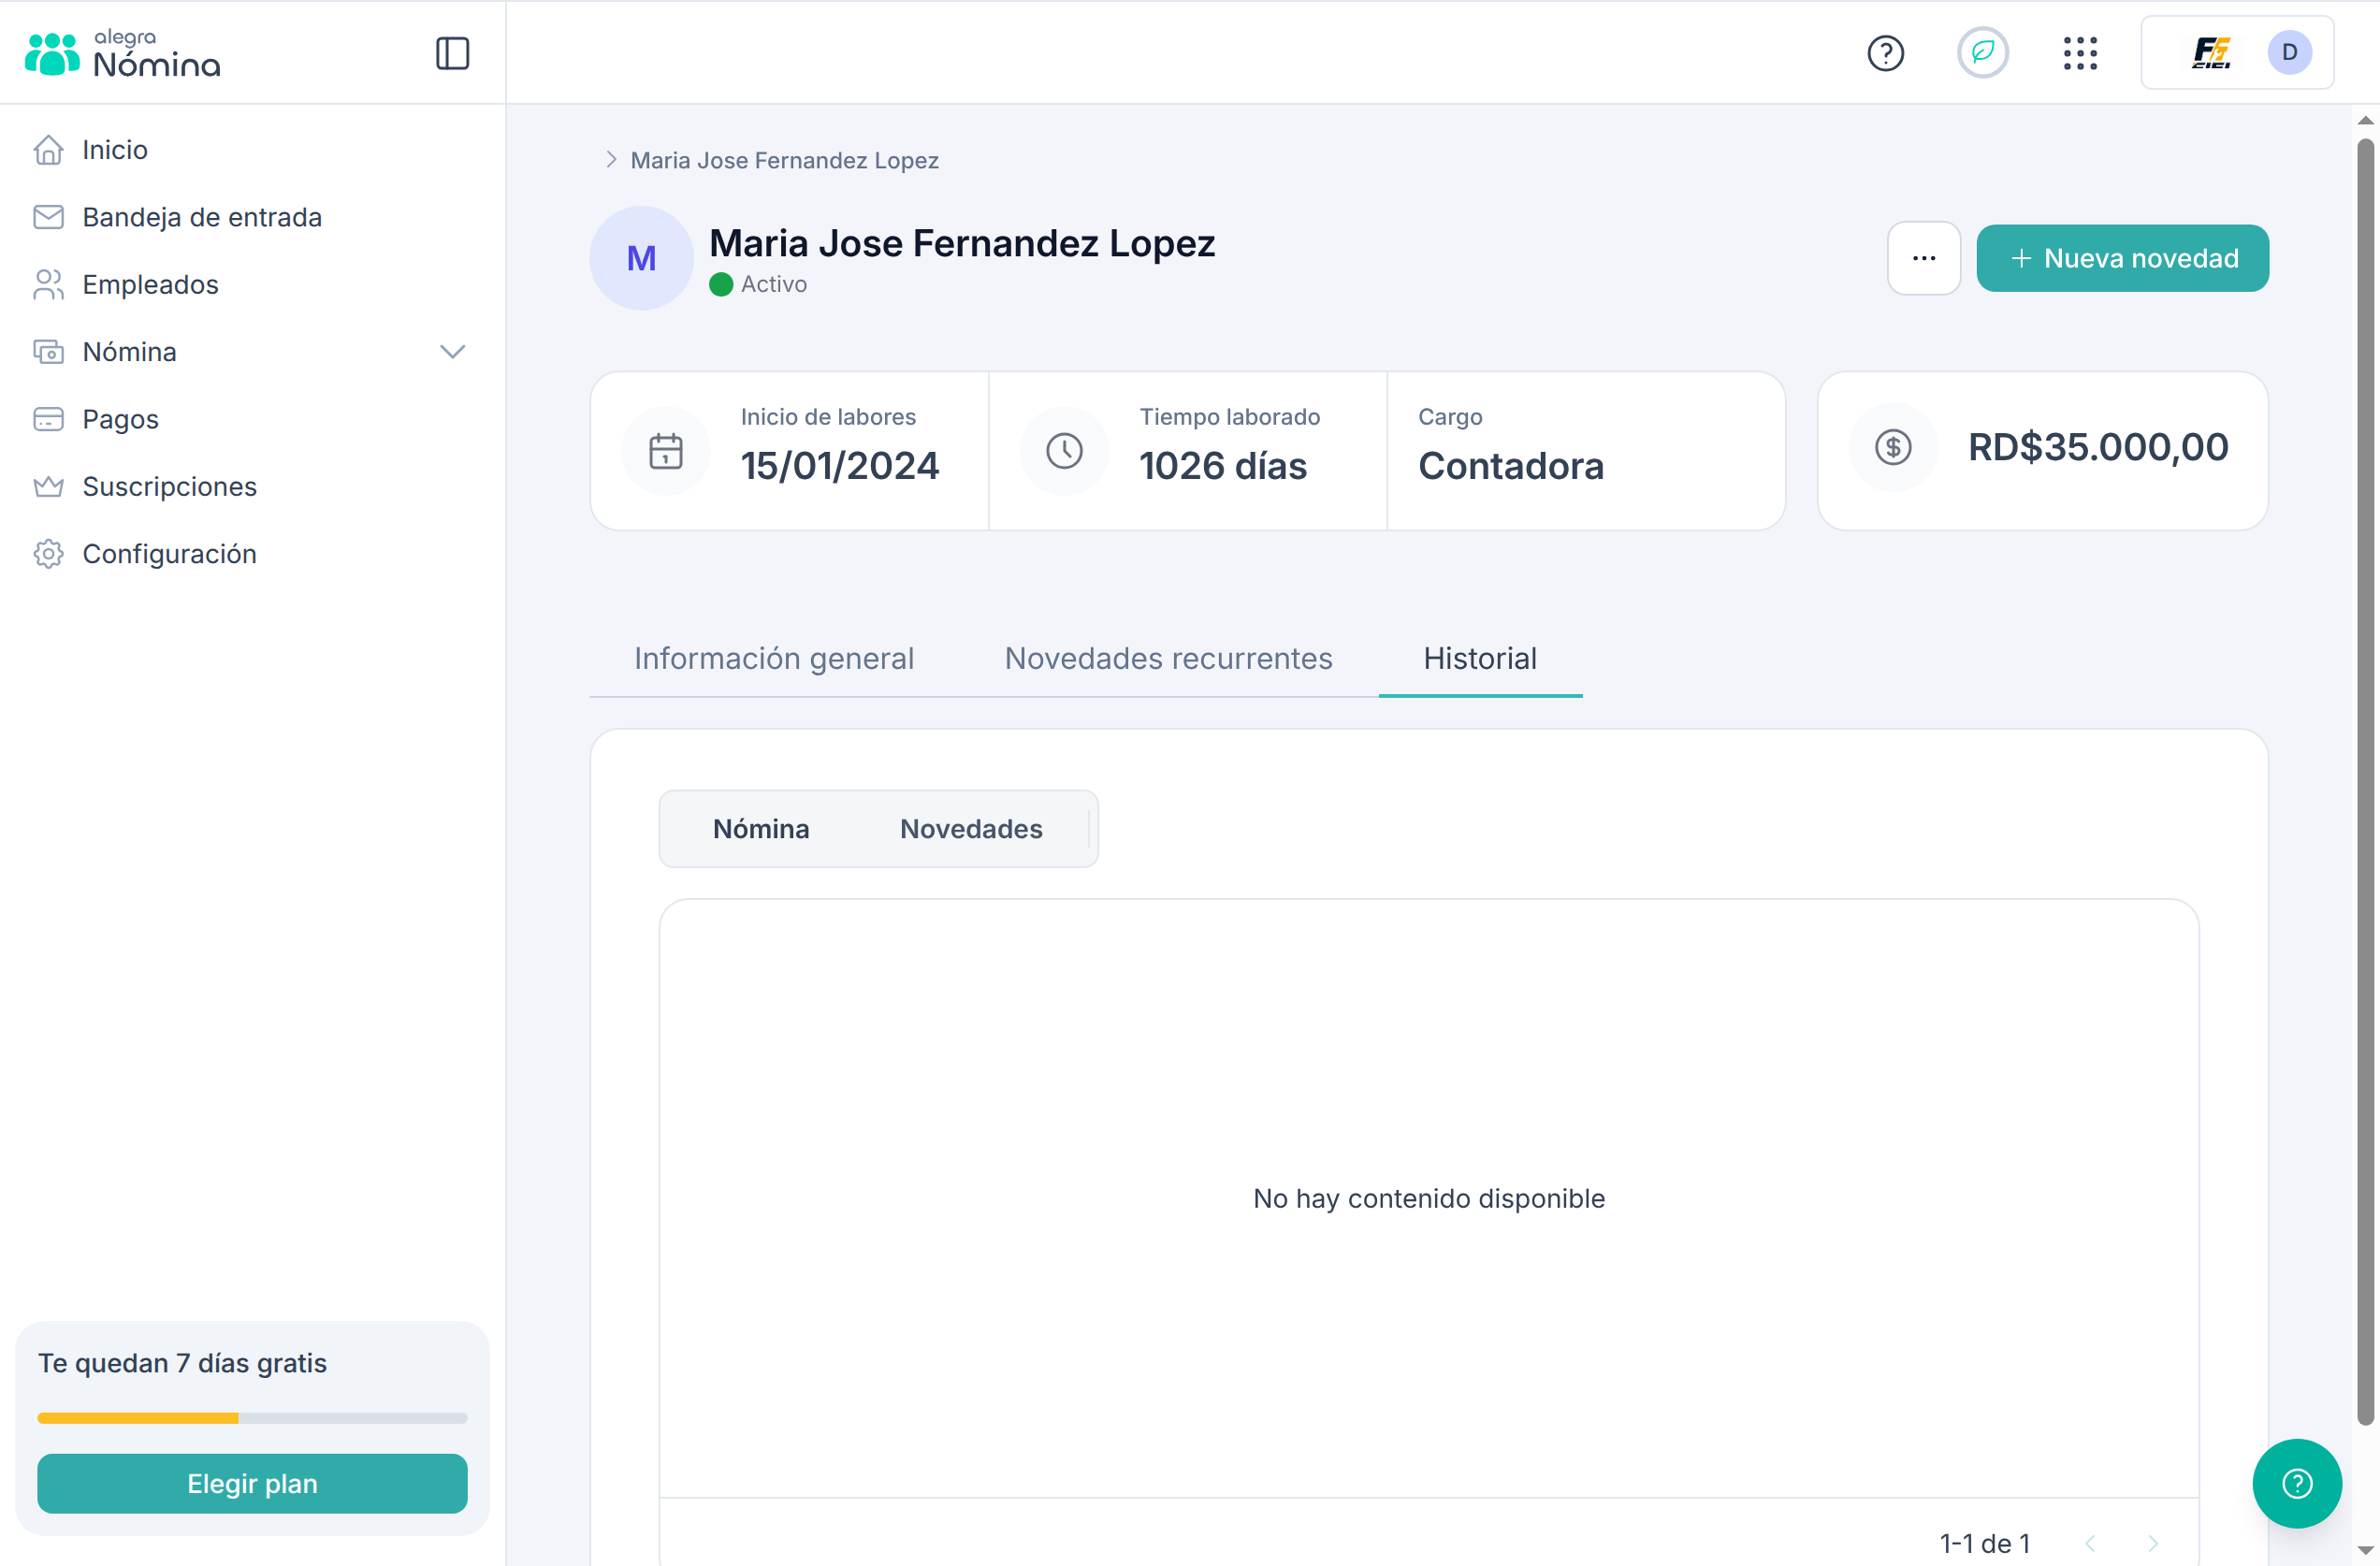 alegra
Nómina
D
Inicio
Bandeja de entrada
Empleados
Nómina
Pagos
Suscripciones
Configuración
Te quedan 7 días gratis
Elegir plan
Maria Jose Fernandez Lopez
M
Maria Jose Fernandez Lopez
Activo
Nueva novedad
Inicio de labores
15/01/2024
Tiempo laborado
1026 días
Cargo
Contadora
RD$35.000,00
Información general
Novedades recurrentes
Historial
Nómina
Novedades
No hay contenido disponible
1-1 de 1